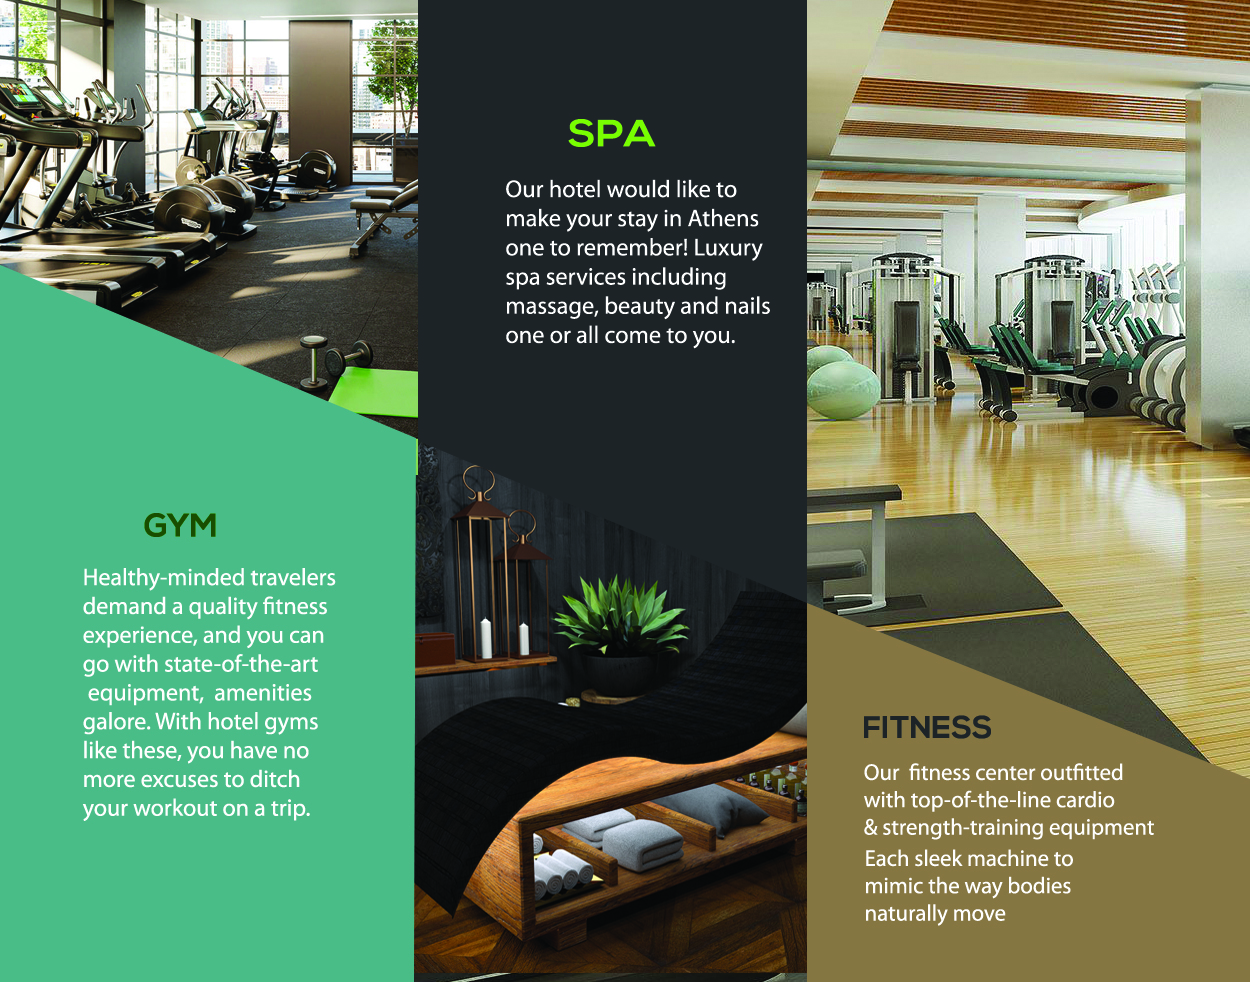 GYM
Healthy-minded travelers
demand a quality fitness
experience, and you can
go with state-of-the-art
equipment,  amenities
galore. With hotel gyms
like these, you have no
more excuses to ditch
your workout on a trip.
SPA
Our hotel would like to
make your stay in Athens
one to remember! Luxury
spa services including
massage, beauty and nails
one or all come to you.
FITNESS
Our  fitness center outfitted
with top-of-the-line cardio
& strength-training equipment
Each sleek machine to
mimic the way bodies
naturally move